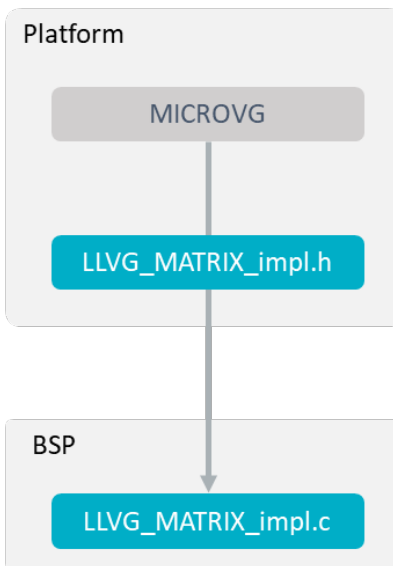 Platform
MICROVG
LLVG_MATRIX_impl.h
BSP
LLVG_MATRIX_impl.c